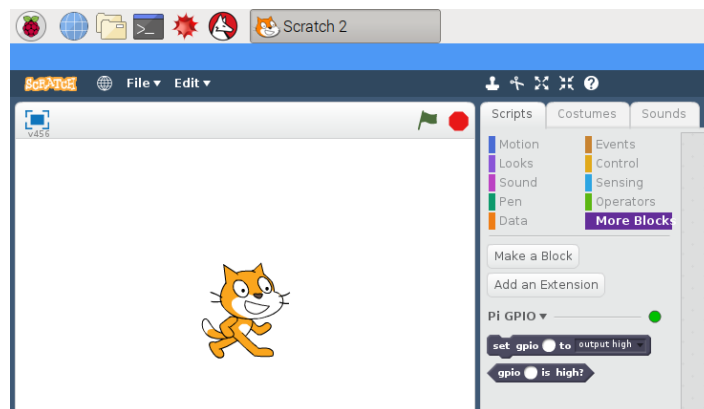 Scratch 2
SCRATCH File ▾ Edit ▾
v456
Scripts Costumes Sounds
Motion Events
Looks Control
Sound Sensing
Pen Operators
Data More Blocks
Make a Block
Add an Extension
Pi GPIO ▾
set gpio to output high
gpio is high?